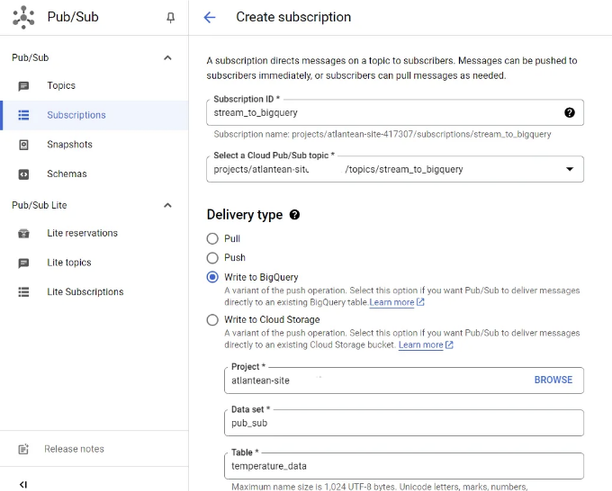 Pub/Sub
Create subscription
Pub/Sub
Topics
Subscriptions
Snapshots
Schemas
Pub/Sub Lite
Lite reservations
Lite topics
Lite Subscriptions
Release notes
A subscription directs messages on a topic to subscribers. Messages can be pushed to
subscribers immediately, or subscribers can pull messages as needed.
Subscription ID *
stream_to_bigquery
Subscription name: projects/atlantean-site-417307/subscriptions/stream_to_bigquery
Select a Cloud Pub/Sub topic *
projects/atlantean-site /topics/stream_to_bigquery
Delivery type
Pull
Push
Write to BigQuery
A variant of the push operation. Select this option if you want Pub/Sub to deliver messages
directly to an existing BigQuery table. Learn more
Write to Cloud Storage
A variant of the push operation. Select this option if you want Pub/Sub to deliver messages
directly to an existing Cloud Storage bucket. Learn more
Project *
atlantean-site
BROWSE
Data set *
pub_sub
Table *
temperature_data
Maximum name size is 1,024 UTF-8 bytes. Unicode letters, marks, numbers,